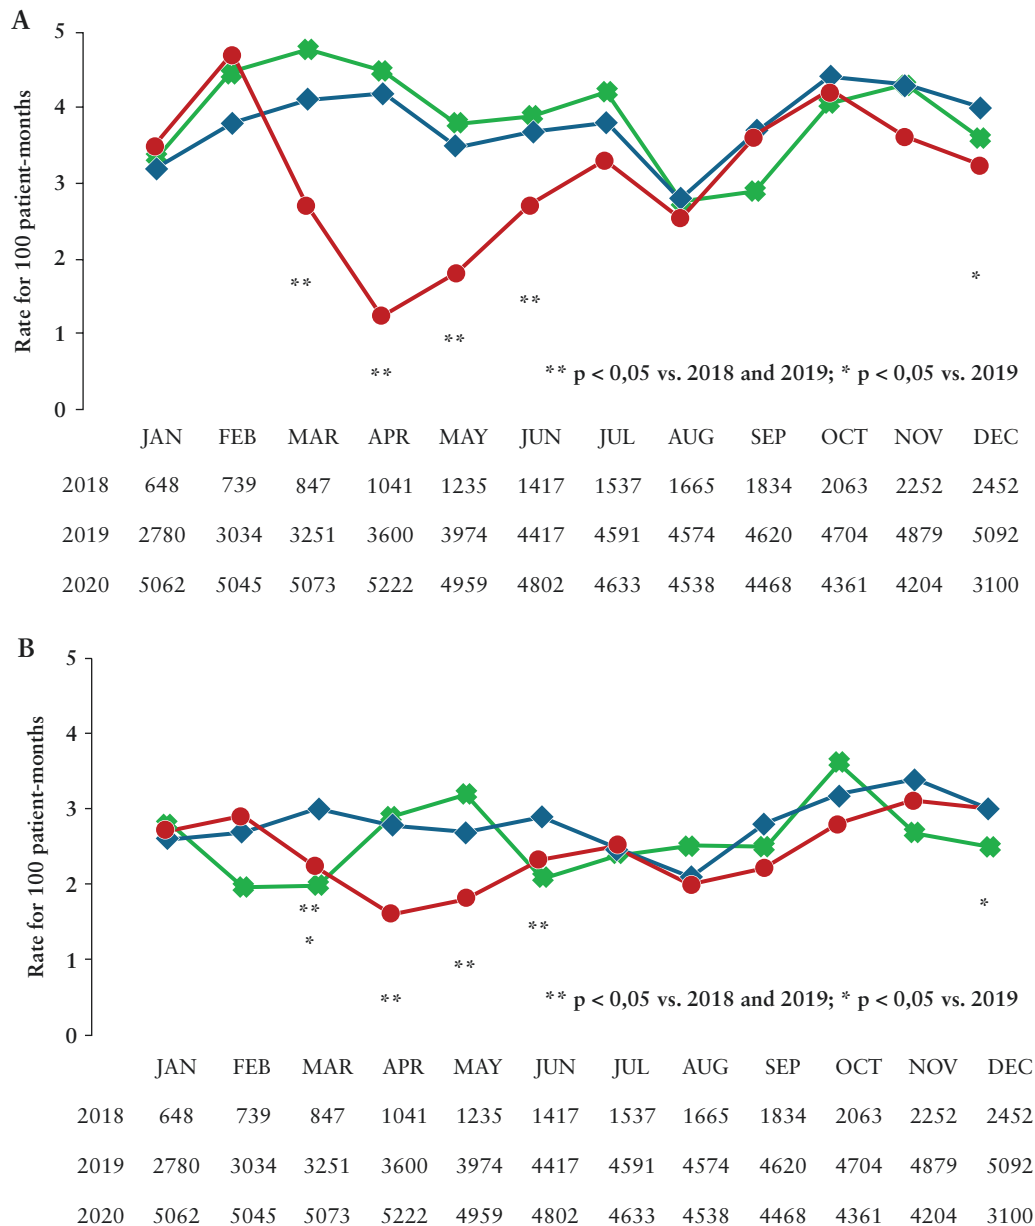 A
5
4
3
2
1
0
Rate for 100 patient-months
**
**
**
**
*
** p < 0,05 vs. 2018 and 2019; * p < 0,05 vs. 2019
JAN FEB MAR APR MAY JUN JUL AUG SEP OCT NOV DEC
2018 648 739 847 1041 1235 1417 1537 1665 1834 2063 2252 2452
2019 2780 3034 3251 3600 3974 4417 4591 4574 4620 4704 4879 5092
2020 5062 5045 5073 5222 4959 4802 4633 4538 4468 4361 4204 3100
B
5
4
3
2
1
0
Rate for 100 patient-months
**
*
**
**
**
*
** p < 0,05 vs. 2018 and 2019; * p < 0,05 vs. 2019
JAN FEB MAR APR MAY JUN JUL AUG SEP OCT NOV DEC
2018 648 739 847 1041 1235 1417 1537 1665 1834 2063 2252 2452
2019 2780 3034 3251 3600 3974 4417 4591 4574 4620 4704 4879 5092
2020 5062 5045 5073 5222 4959 4802 4633 4538 4468 4361 4204 3100